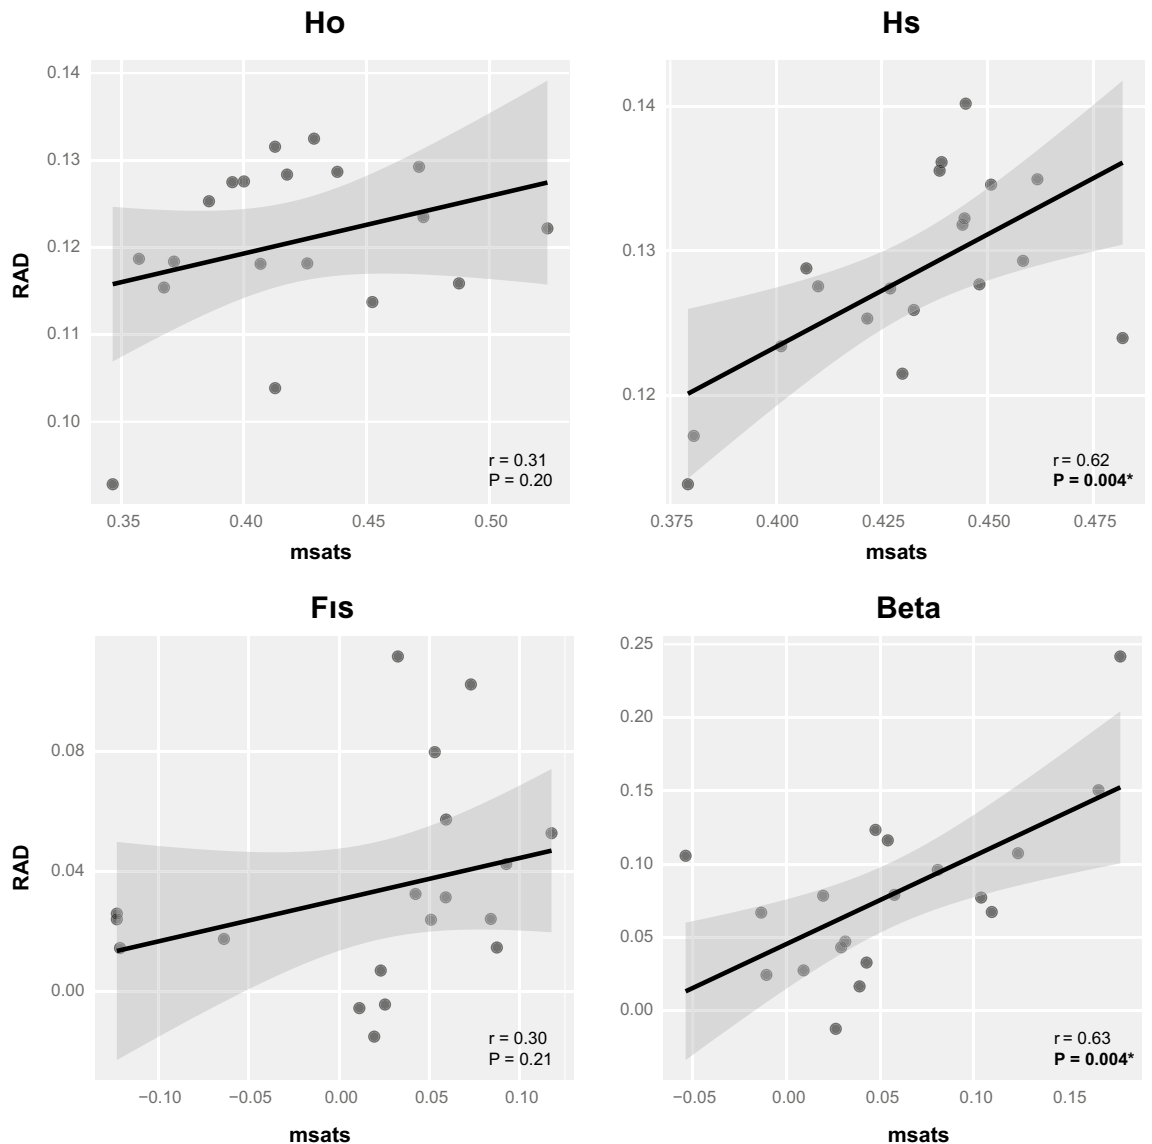 Ho
Hs
RAD
0.14
0.13
0.12
0.11
0.10
r = 0.31
P = 0.20
0.35 0.40 0.45 0.50
msats
0.14
0.13
0.12
r = 0.62
P = 0.004*
0.375 0.400 0.425 0.450 0.475
msats
Fıs
Beta
RAD
0.08
0.04
0.00
r = 0.30
P = 0.21
−0.10 −0.05 0.00 0.05 0.10
msats
0.25
0.20
0.15
0.10
0.05
0.00
r = 0.63
P = 0.004*
−0.05 0.00 0.05 0.10 0.15
msats